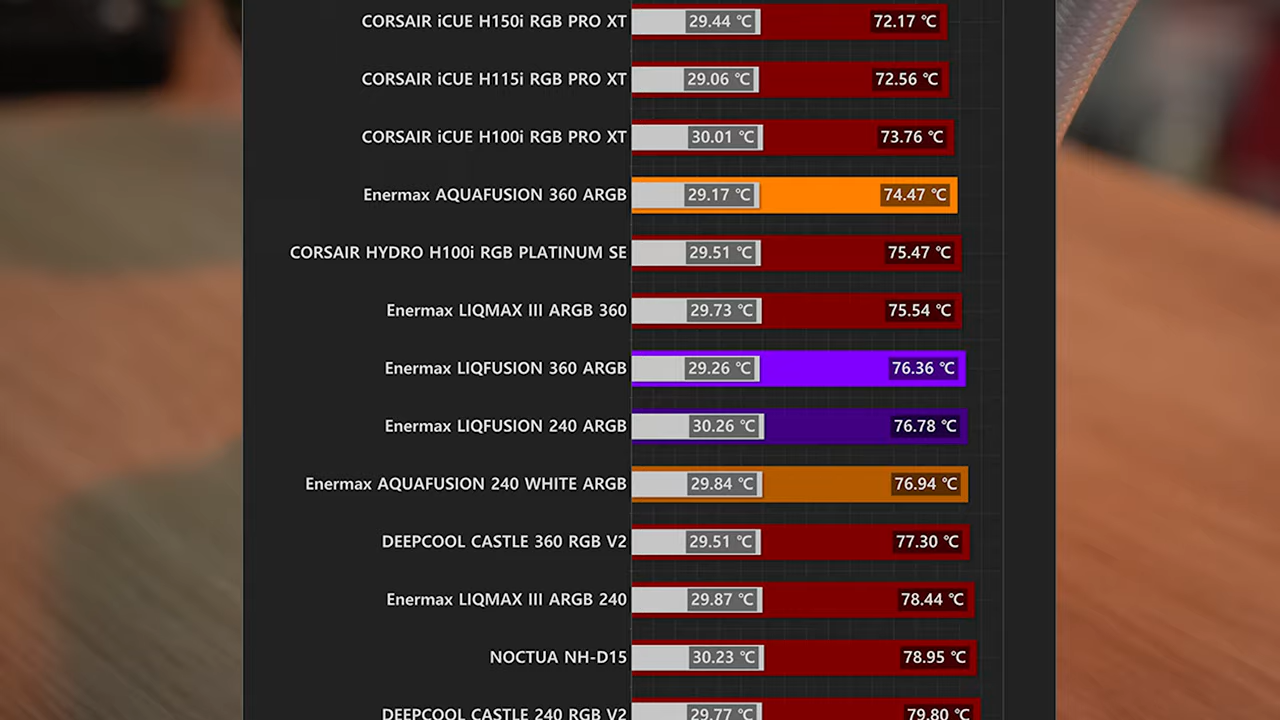 CORSAIR iCUE H150i RGB PRO XT 29.44 ℃ 72.17 ℃
CORSAIR iCUE H115i RGB PRO XT 29.06 ℃ 72.56 ℃
CORSAIR iCUE H100i RGB PRO XT 30.01 ℃ 73.76 ℃
Enermax AQUAFUSION 360 ARGB 29.17 ℃ 74.47 ℃
CORSAIR HYDRO H100i RGB PLATINUM SE 29.51 ℃ 75.47 ℃
Enermax LIQMAX III ARGB 360 29.73 ℃ 75.54 ℃
Enermax LIQFUSION 360 ARGB 29.26 ℃ 76.36 ℃
Enermax LIQFUSION 240 ARGB 30.26 ℃ 76.78 ℃
Enermax AQUAFUSION 240 WHITE ARGB 29.84 ℃ 76.94 ℃
DEEPCOOL CASTLE 360 RGB V2 29.51 ℃ 77.30 ℃
Enermax LIQMAX III ARGB 240 29.87 ℃ 78.44 ℃
NOCTUA NH-D15 30.23 ℃ 78.95 ℃
DEEPCOOL CASTLE 240 RGB V2 29.77 ℃ 79.80 ℃